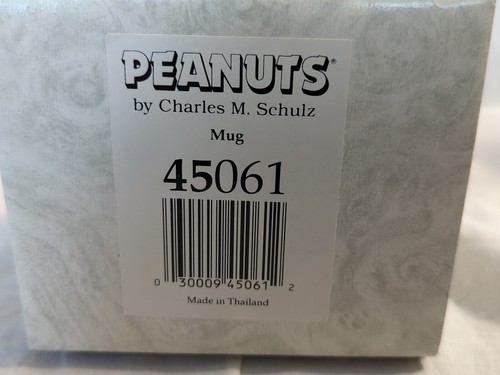 PEANUTS®
by Charles M. Schulz
Mug
45061
0 30009 45061 2
Made in Thailand